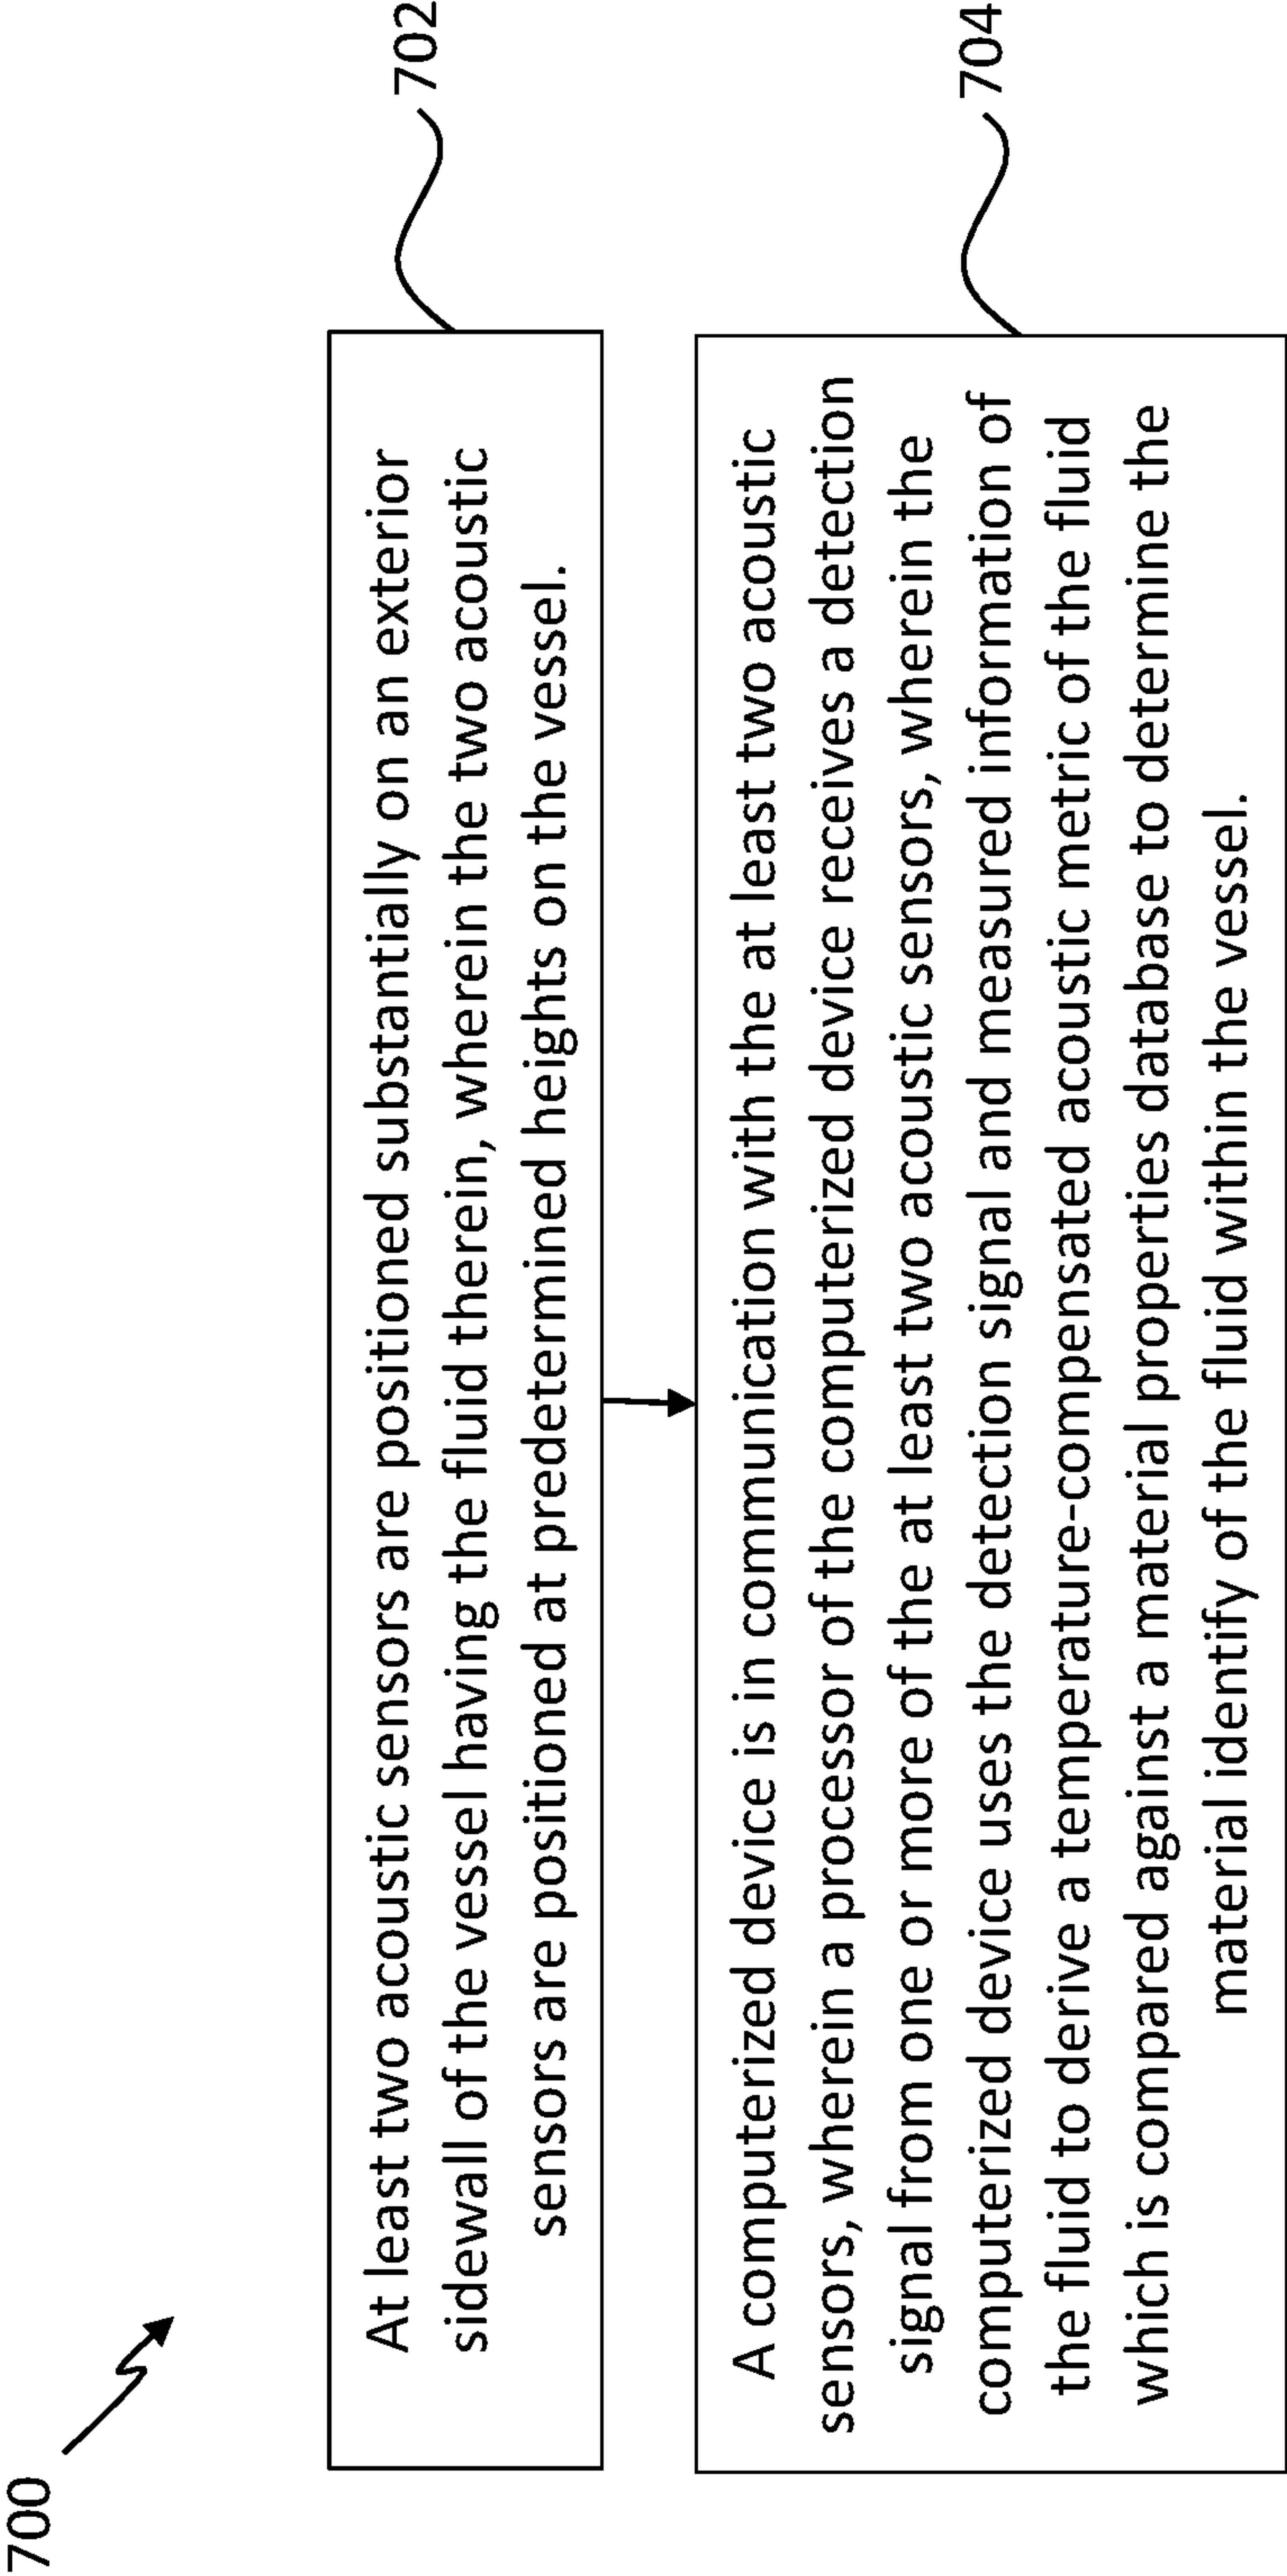 700
At least two acoustic sensors are positioned substantially on an exterior
sidewall of the vessel having the fluid therein, wherein the two acoustic
sensors are positioned at predetermined heights on the vessel.
702
A computerized device is in communication with the at least two acoustic
sensors, wherein a processor of the computerized device receives a detection
signal from one or more of the at least two acoustic sensors, wherein the
computerized device uses the detection signal and measured information of
the fluid to derive a temperature-compensated acoustic metric of the fluid
which is compared against a material properties database to determine the
material identify of the fluid within the vessel.
704